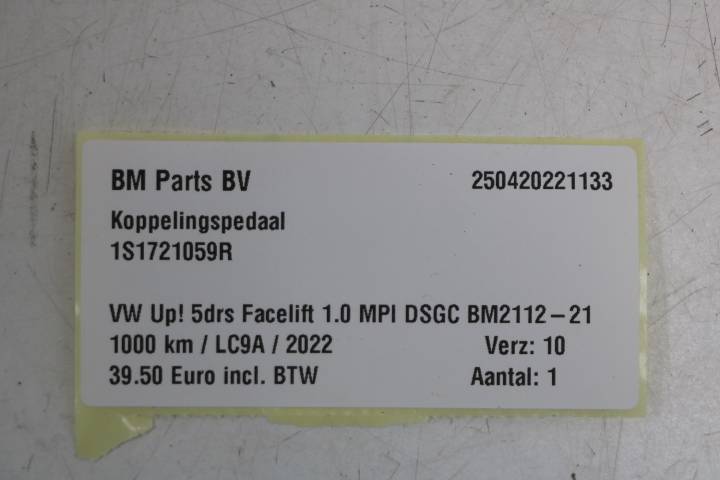 BM Parts BV 250420221133
Koppelingspedaal
1S1721059R
VW Up! 5drs Facelift 1.0 MPI DSGC BM2112-21
1000 km / LC9A / 2022 Verz: 10
39.50 Euro incl. BTW Aantal: 1